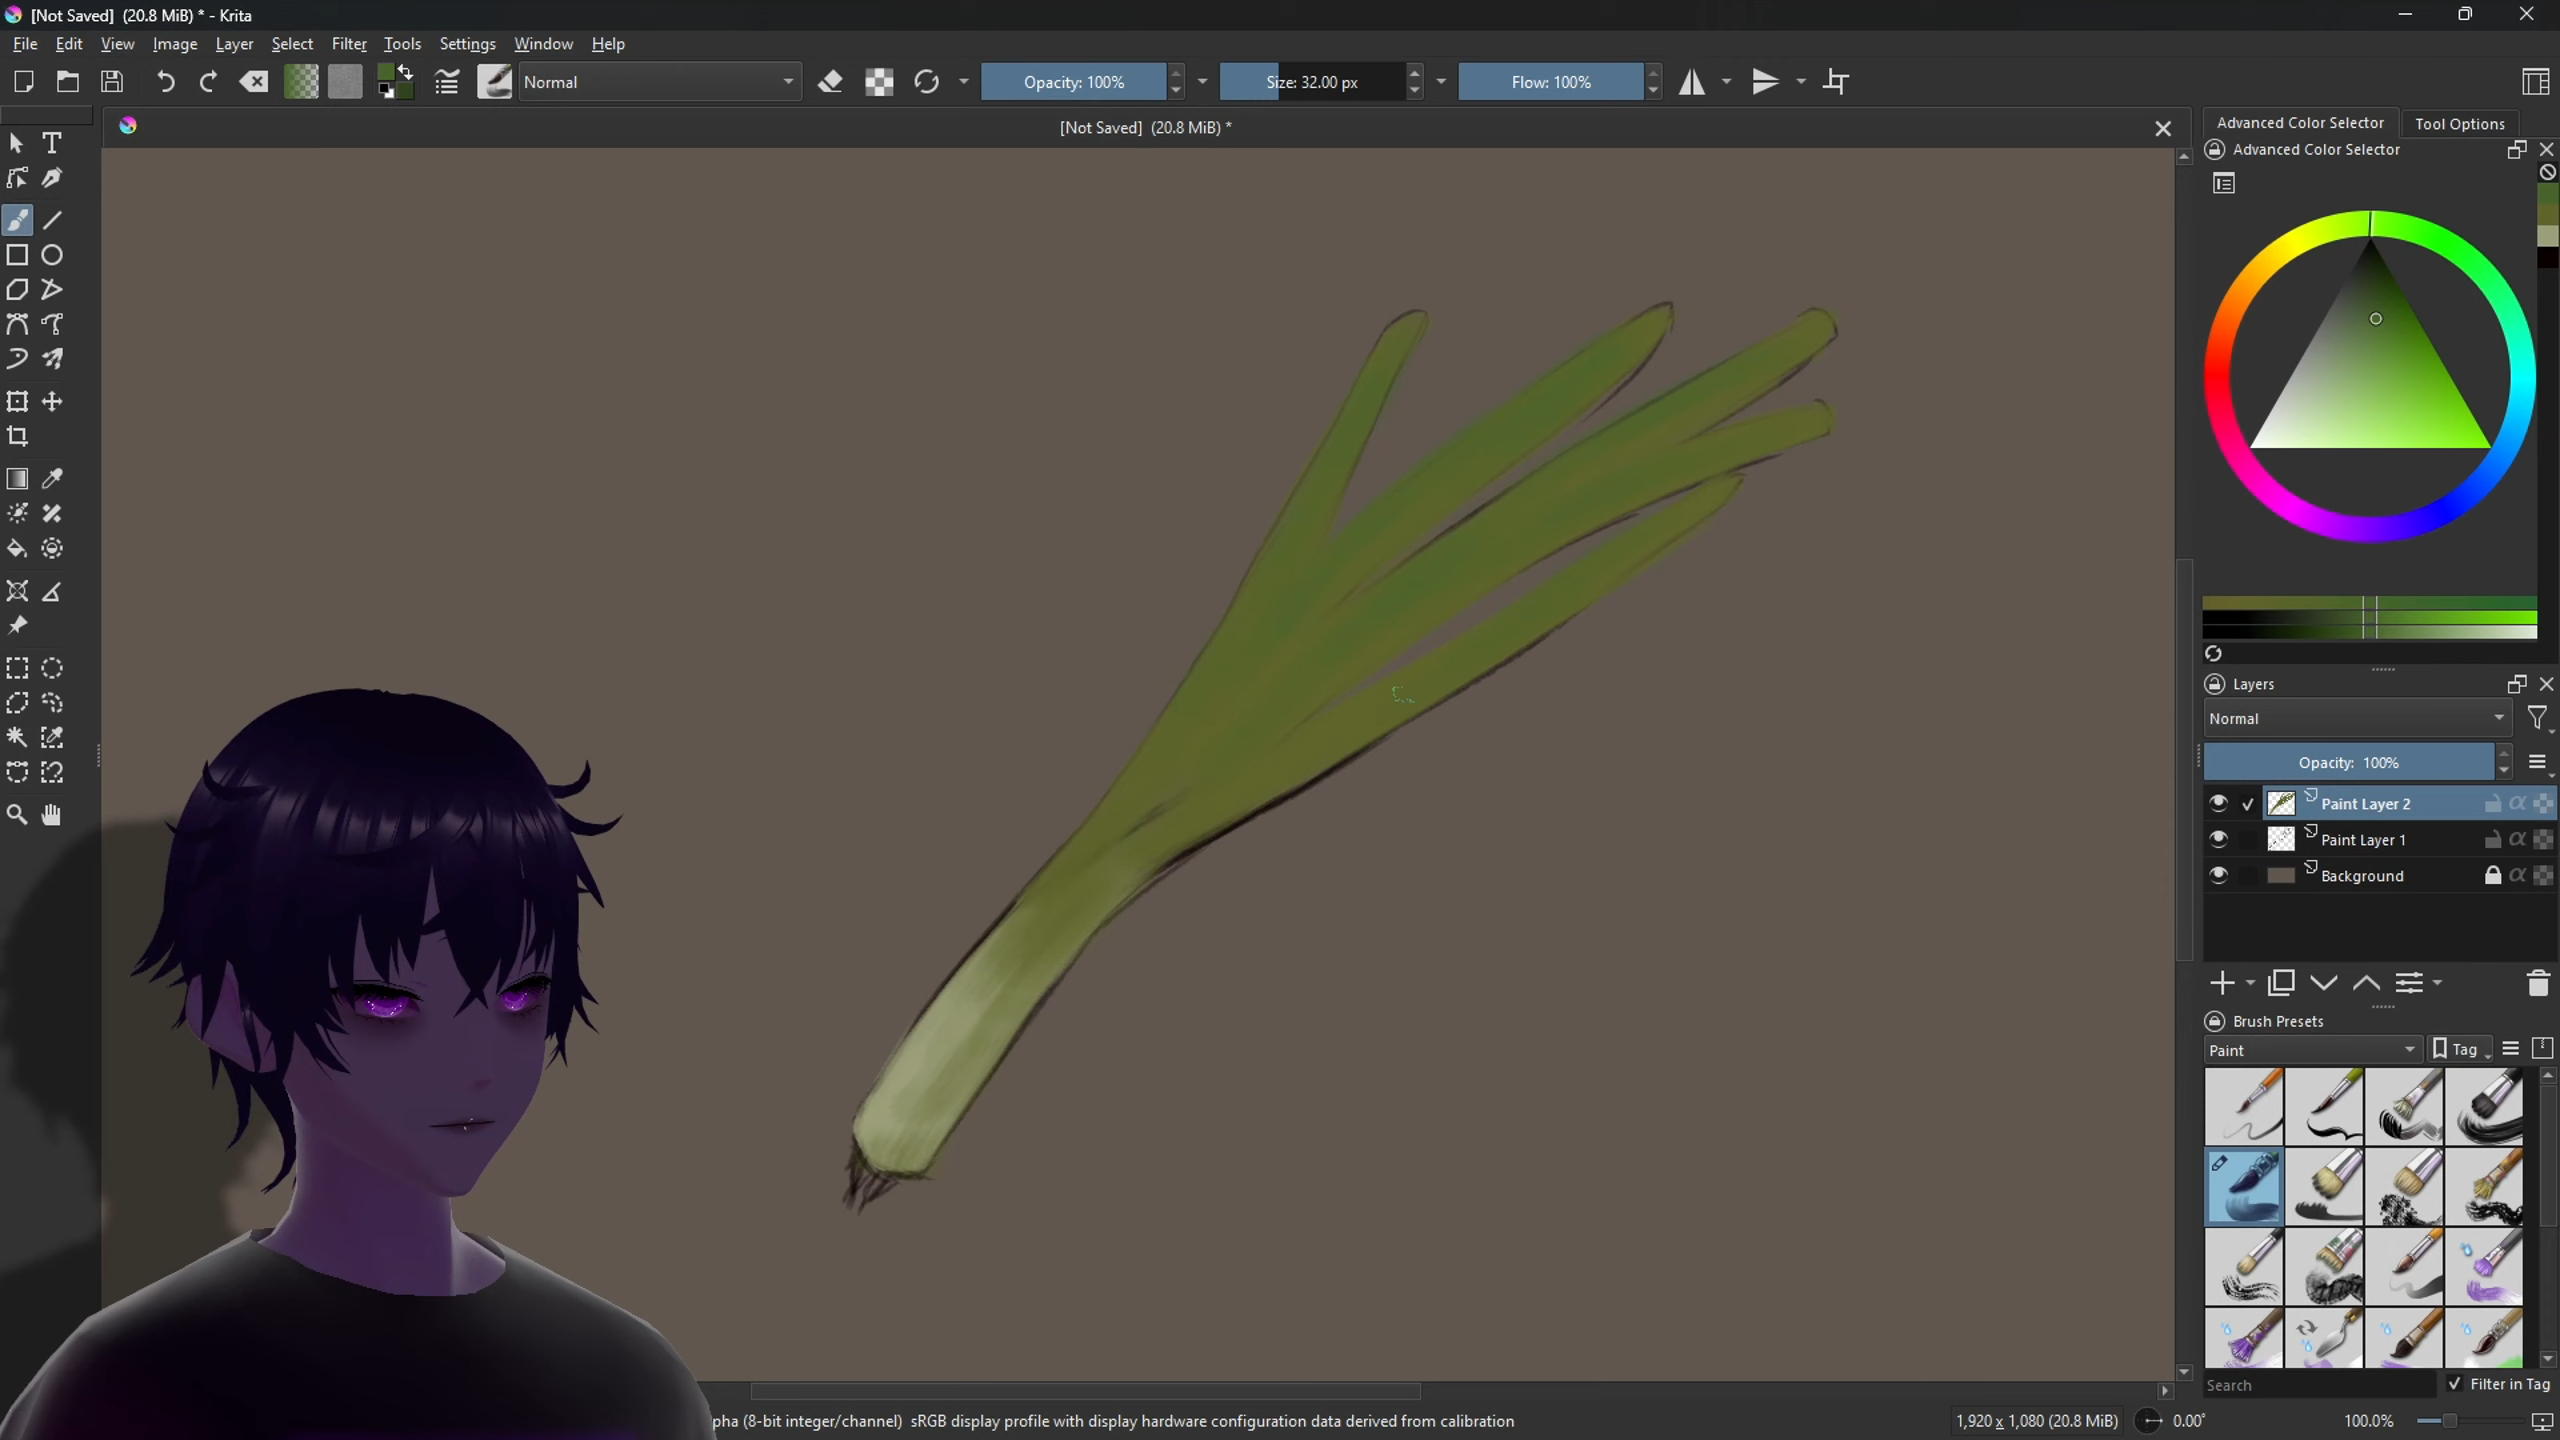 [Not Saved] (20.8 MiB) * - Krita
File Edit View Image Layer Select Filter Tools Settings Window Help
Normal
Opacity: 100%
Size: 32.00 px
Flow: 100%
[Not Saved] (20.8 MiB) *
Advanced Color Selector
Tool Options
Advanced Color Selector
Layers
Normal
Opacity: 100%
Paint Layer 2
Paint Layer 1
Background
Brush Presets
Paint
Tag
Search
Filter in Tag
pha (8-bit integer/channel) sRGB display profile with display hardware configuration data derived from calibration
1,920 x 1,080 (20.8 MiB)
0.00°
100.0%